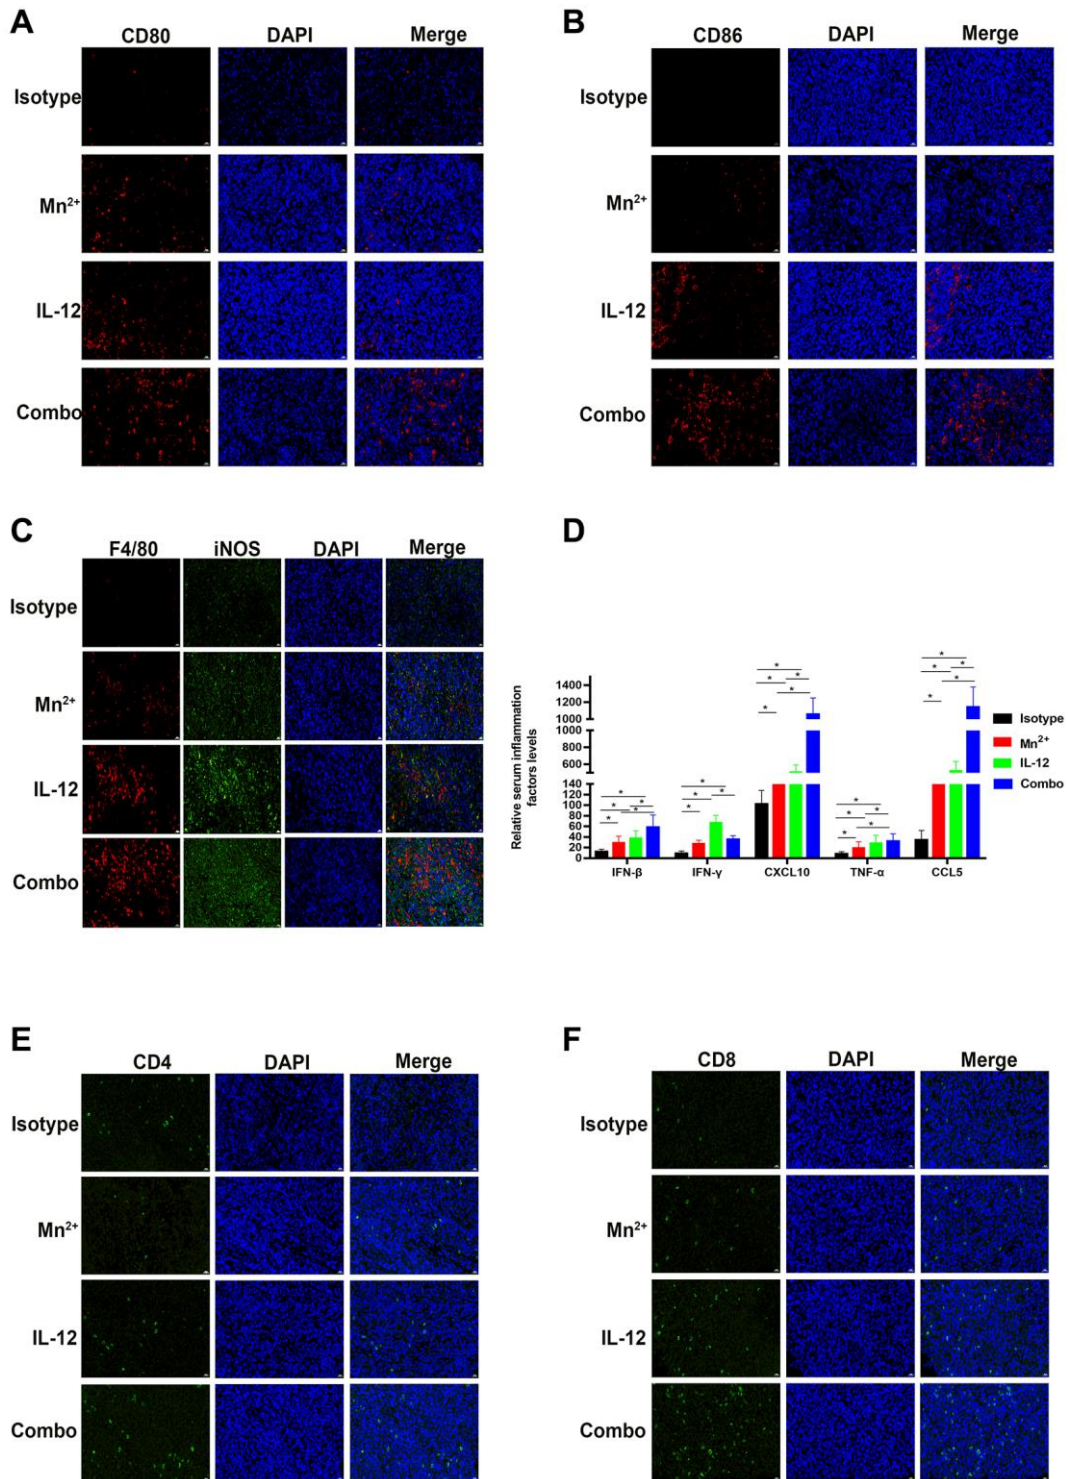 A
CD80 DAPI Merge
Isotype
Mn²⁺
IL-12
Combo
B
CD86 DAPI Merge
Isotype
Mn²⁺
IL-12
Combo
C
F4/80 iNOS DAPI Merge
Isotype
Mn²⁺
IL-12
Combo
D
Relative serum inflammation
factors levels
1400
1200
1000
1000
800
600
140
120
100
80
60
40
20
0
* * * * * *
* * * * *
* * * * * *
* * * * *
* * * * *
IFN-β IFN-γ CXCL10 TNF-α CCL5
Isotype
Mn²⁺
IL-12
Combo
E
CD4 DAPI Merge
Isotype
Mn²⁺
IL-12
Combo
F
CD8 DAPI Merge
Isotype
Mn²⁺
IL-12
Combo